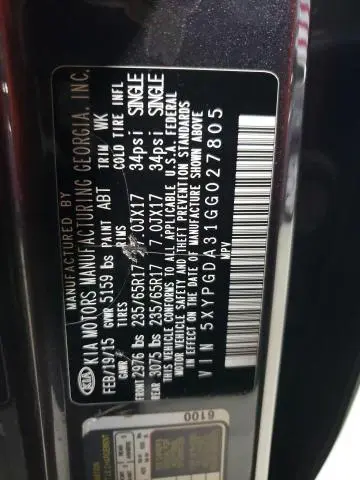 MANUFACTURED BY
KIA KIA MOTORS MANUFACTURING GEORGIA, INC.
FEB/19/15 GVWR 5159 lbs PAINT ABT TRIM WK
GAWR TIRES RIMS COLD TIRE INFL
FRONT 2976 lbs 235/65R17 7.0JX17 34psi SINGLE
REAR 3075 lbs 235/65R17 7.0JX17 34psi SINGLE
THIS VEHICLE CONFORMS TO ALL APPLICABLE U.S.A. FEDERAL
MOTOR VEHICLE SAFETY AND THEFT PREVENTION STANDARDS
IN EFFECT ON THE DATE OF MANUFACTURE SHOWN ABOVE
MPV
VIN 5XYPGDA31GG027805
6100